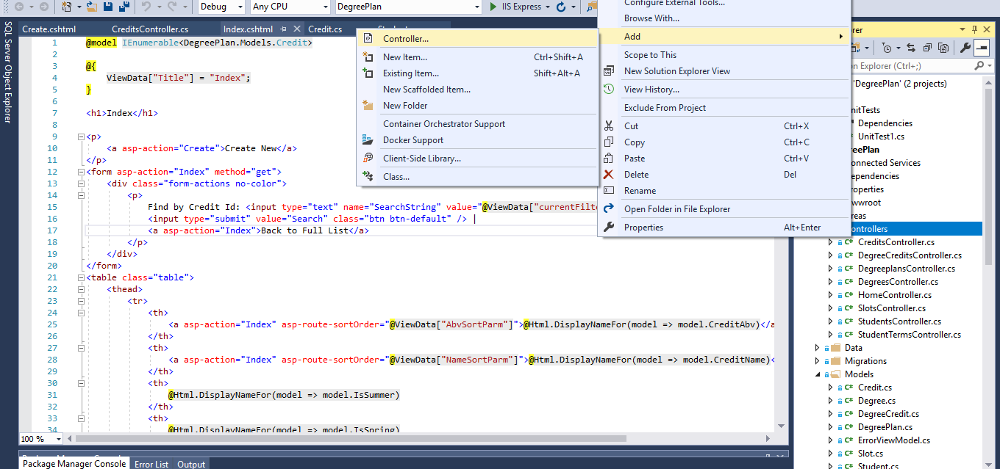 Debug Any CPU DegreePlan IIS Express
SQL Server Object Explorer
Create.cshtml CreditsController.cs Index.cshtml Credit.cs
1 @model IEnumerable<DegreePlan.Models.Credit>
2
3 @{
4 ViewData["Title"] = "Index";
5 }
6
7 <h1>Index</h1>
8
9 <p>
10 <a asp-action="Create">Create New</a>
11 </p>
12 <form asp-action="Index" method="get">
13 <div class="form-actions no-color">
14 <p>
15 Find by Credit Id: <input type="text" name="SearchString" value="@ViewData["currentFilte
16 <input type="submit" value="Search" class="btn btn-default" /> |
17 <a asp-action="Index">Back to Full List</a>
18 </p>
19 </div>
20 </form>
21 <table class="table">
22 <thead>
23 <tr>
24 <th>
25 <a asp-action="Index" asp-route-sortOrder="@ViewData["AbvSortParm"]">@Html.DisplayNameFor(model => model.CreditAbv)</a
26 </th>
27 <th>
28 <a asp-action="Index" asp-route-sortOrder="@ViewData["NameSortParm"]">@Html.DisplayNameFor(model => model.CreditName)<
29 </th>
30 <th>
31 @Html.DisplayNameFor(model => model.IsSummer)
32 </th>
33 <th>
34 @Html.DisplayNameFor(model => model.IsSpring)
100 %
Package Manager Console Error List Output
Controller...
New Item... Ctrl+Shift+A
Existing Item... Shift+Alt+A
New Scaffolded Item...
New Folder
Container Orchestrator Support
Docker Support
Client-Side Library...
Class...
Configure External Tools...
Browse With...
Add
Scope to This
New Solution Explorer View
View History...
Exclude From Project
Cut Ctrl+X
Copy Ctrl+C
Paste Ctrl+V
Delete Del
Rename
Open Folder in File Explorer
Properties Alt+Enter
rer
n Explorer (Ctrl+;)
'DegreePlan' (2 projects)
nitTests
Dependencies
UnitTest1.cs
reePlan
onnected Services
ependencies
roperties
wwroot
reas
ontrollers
CreditsController.cs
DegreeCreditsController.cs
DegreeplansController.cs
DegreesController.cs
HomeController.cs
SlotsController.cs
StudentsController.cs
StudentTermsController.cs
Data
Migrations
Models
Credit.cs
Degree.cs
DegreeCredit.cs
DegreePlan.cs
ErrorViewModel.cs
Slot.cs
Student.cs